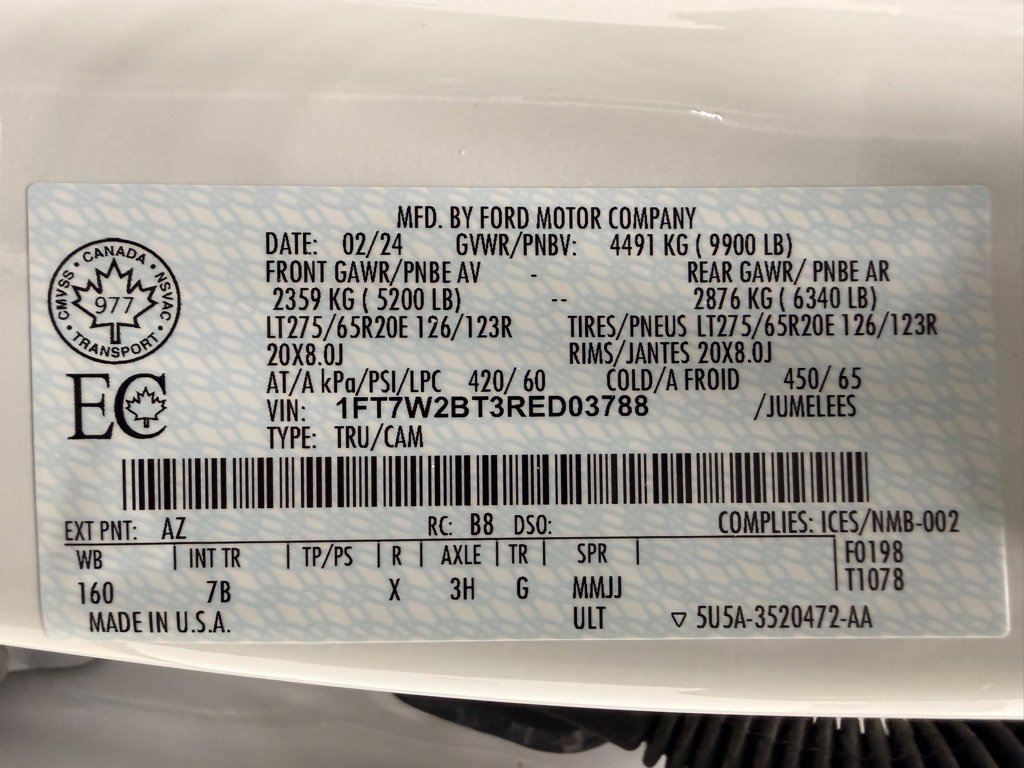 MFD. BY FORD MOTOR COMPANY
DATE: 02/24 GVWR/PNBV: 4491 KG ( 9900 LB)
FRONT GAWR/PNBE AV - REAR GAWR/ PNBE AR
2359 KG ( 5200 LB) -- 2876 KG ( 6340 LB)
LT275/65R20E 126/123R TIRES/PNEUS LT275/65R20E 126/123R
20X8.0J RIMS/JANTES 20X8.0J
AT/A kPa/PSI/LPC 420/ 60 COLD/A FROID 450/ 65
VIN: 1FT7W2BT3RED03788 /JUMELEES
TYPE: TRU/CAM
CANADA
CMVSS • NSVAC
977
TRANSPORT
EC
EXT PNT: AZ RC: B8 DSO: COMPLIES: ICES/NMB-002
WB | INT TR | TP/PS | R | AXLE | TR | SPR | F0198
160 7B X 3H G MMJJ T1078
MADE IN U.S.A. ULT ▽ 5U5A-3520472-AA